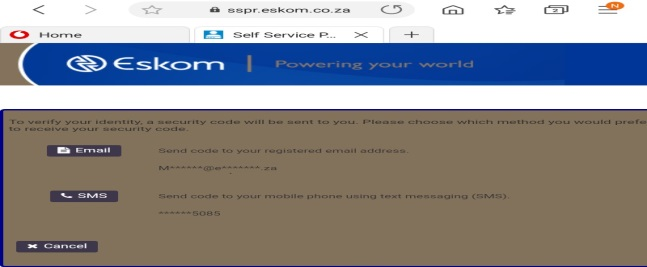 sspr.eskom.co.za
2
N
Home
Self Service P...
Eskom | Powering your world
To verify your identity, a security code will be sent to you. Please choose which method you would prefe
to receive your security code.
Email
Send code to your registered email address.
M******@e*******.za
SMS
Send code to your mobile phone using text messaging (SMS).
******5085
Cancel